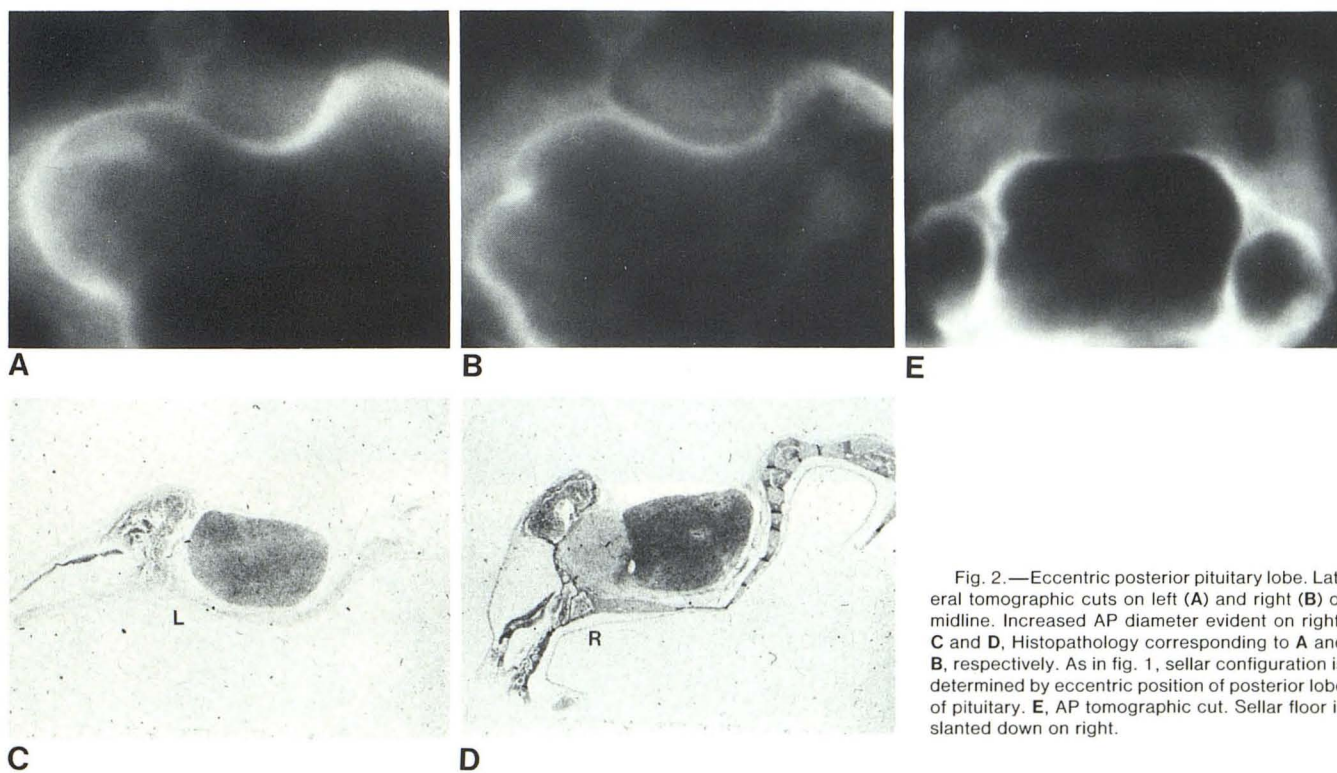 A
B
E
L
R
C
D
Fig. 2.—Eccentric posterior pituitary lobe. Lat
eral tomographic cuts on left (A) and right (B) o
midline. Increased AP diameter evident on right
C and D, Histopathology corresponding to A and
B, respectively. As in fig. 1, sellar configuration i
determined by eccentric position of posterior lobe
of pituitary. E, AP tomographic cut. Sellar floor i
slanted down on right.